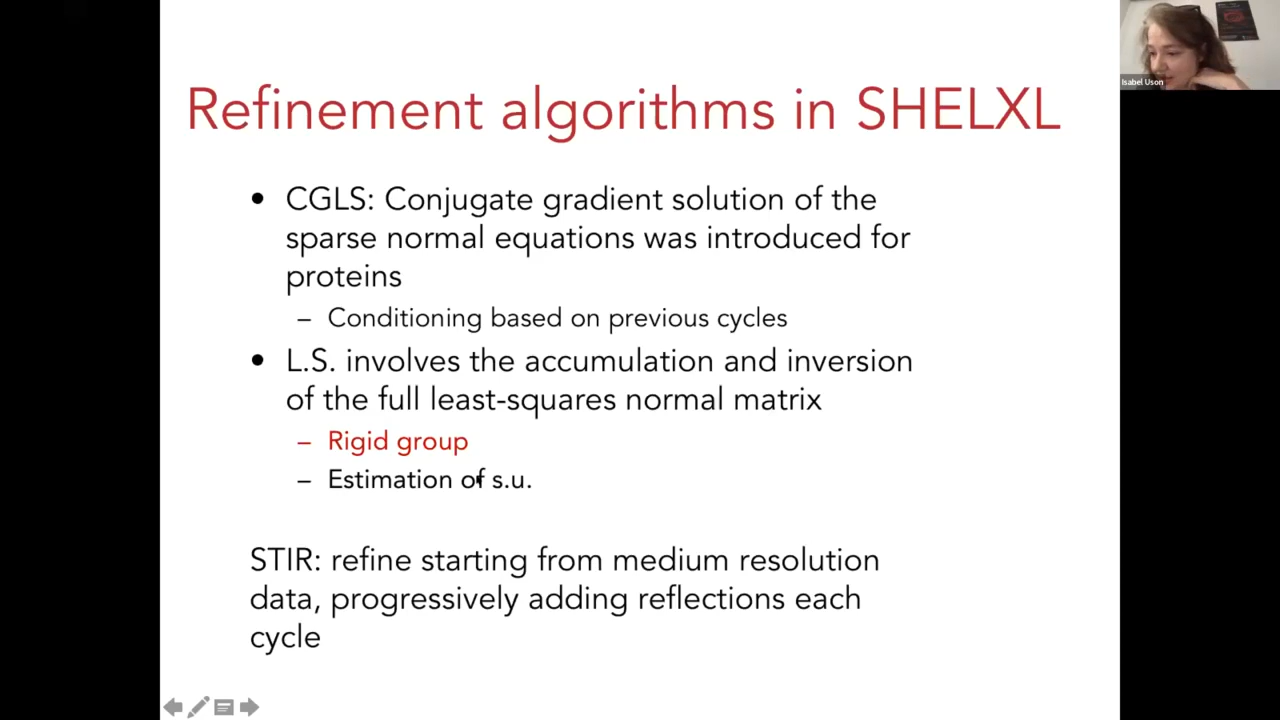 Refinement algorithms in SHELXL
• CGLS: Conjugate gradient solution of the
sparse normal equations was introduced for
proteins
– Conditioning based on previous cycles
• L.S. involves the accumulation and inversion
of the full least-squares normal matrix
– Rigid group
– Estimation of s.u.
STIR: refine starting from medium resolution
data, progressively adding reflections each
cycle
Isabel Uson